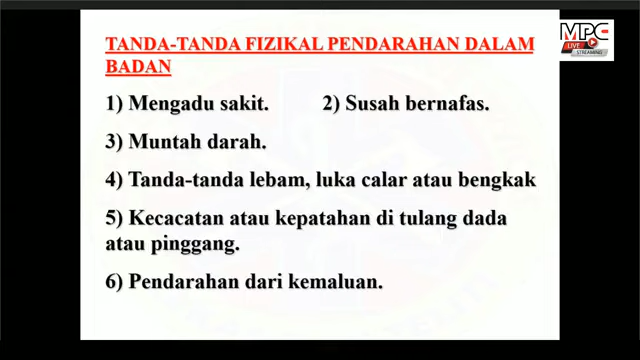 MPC
LIVE
STREAMING
TANDA-TANDA FIZIKAL PENDARAHAN DALAM
BADAN
1) Mengadu sakit. 2) Susah bernafas.
3) Muntah darah.
4) Tanda-tanda lebam, luka calar atau bengkak
5) Kecacatan atau kepatahan di tulang dada
atau pinggang.
6) Pendarahan dari kemaluan.